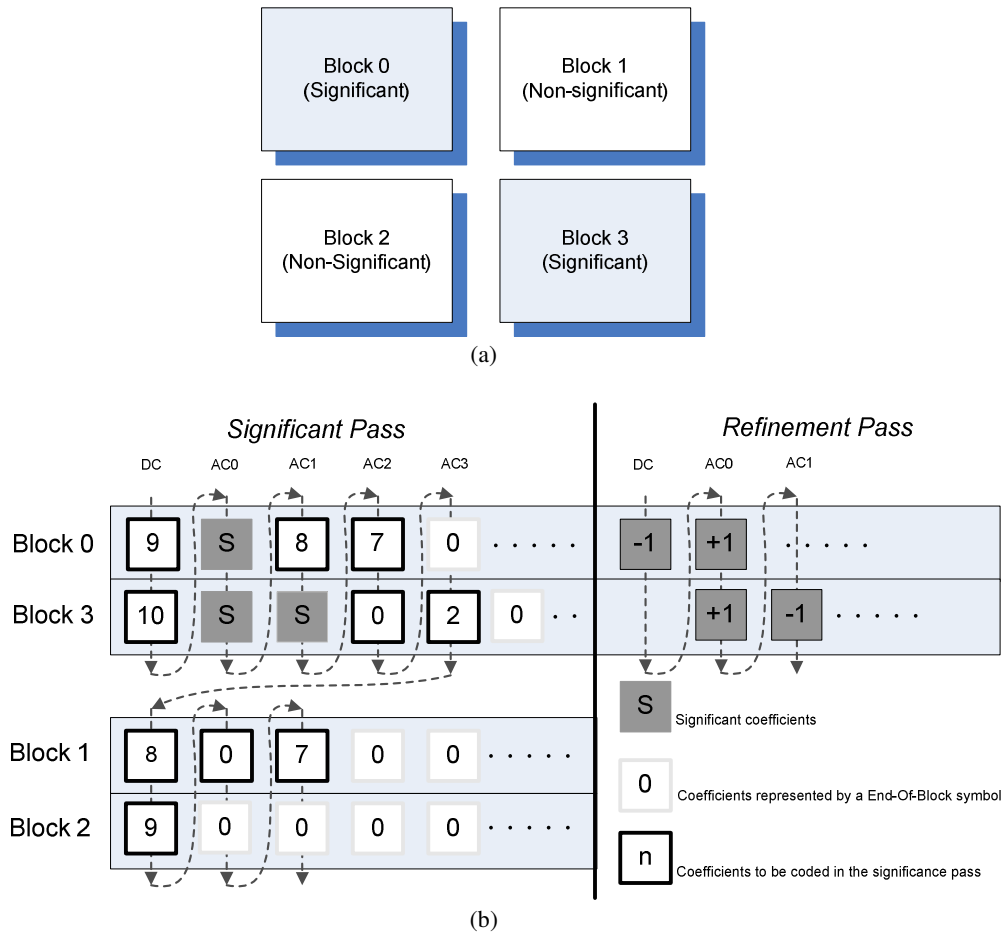 Block 0
(Significant)
Block 1
(Non-significant)
Block 2
(Non-Significant)
Block 3
(Significant)
(a)
Significant Pass
Refinement Pass
DC AC0 AC1 AC2 AC3
DC AC0 AC1
Block 0 9 S 8 7 0 . . . . . -1 +1 . . . . . .
Block 3 10 S S 0 2 0 . . +1 -1 . . . . . .
S Significant coefficients
Block 1 8 0 7 0 0 . . . . . .
0 Coefficients represented by a End-Of-Block symbol
Block 2 9 0 0 0 0 . . . . . .
n Coefficients to be coded in the significance pass
(b)